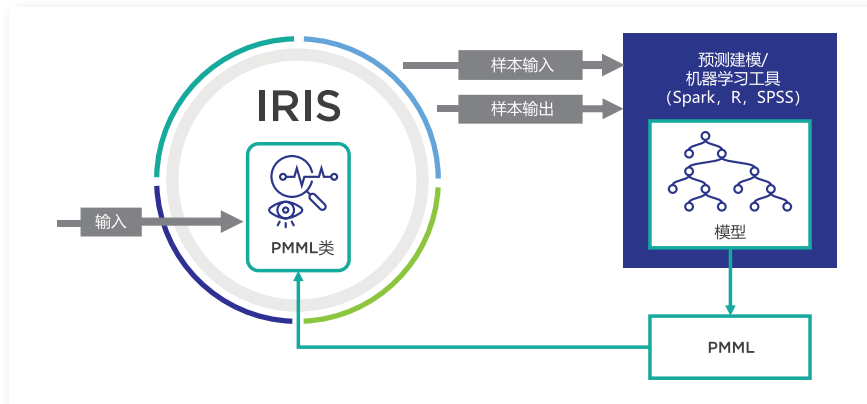 预测建模/
机器学习工具
（Spark，R，SPSS）
样本输入
样本输出
IRIS
输入
PMML类
模型
PMML